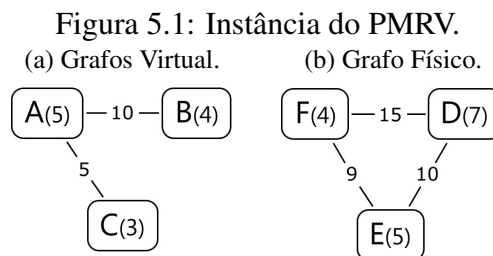 Figura 5.1: Instância do PMRV.
(a) Grafos Virtual.
(b) Grafo Físico.
A(5) 10 B(4)
5
C(3)
F(4) 15 D(7)
9 10
E(5)